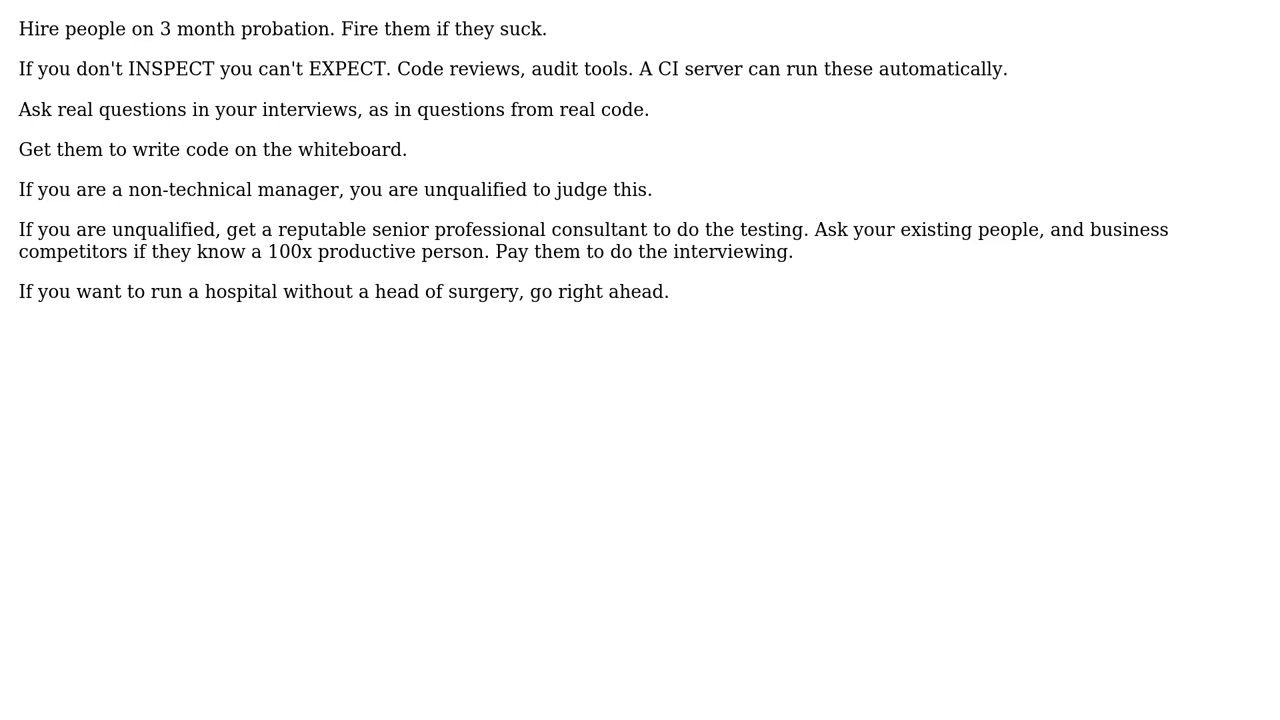 Hire people on 3 month probation. Fire them if they suck.
If you don't INSPECT you can't EXPECT. Code reviews, audit tools. A CI server can run these automatically.
Ask real questions in your interviews, as in questions from real code.
Get them to write code on the whiteboard.
If you are a non-technical manager, you are unqualified to judge this.
If you are unqualified, get a reputable senior professional consultant to do the testing. Ask your existing people, and business
competitors if they know a 100x productive person. Pay them to do the interviewing.
If you want to run a hospital without a head of surgery, go right ahead.